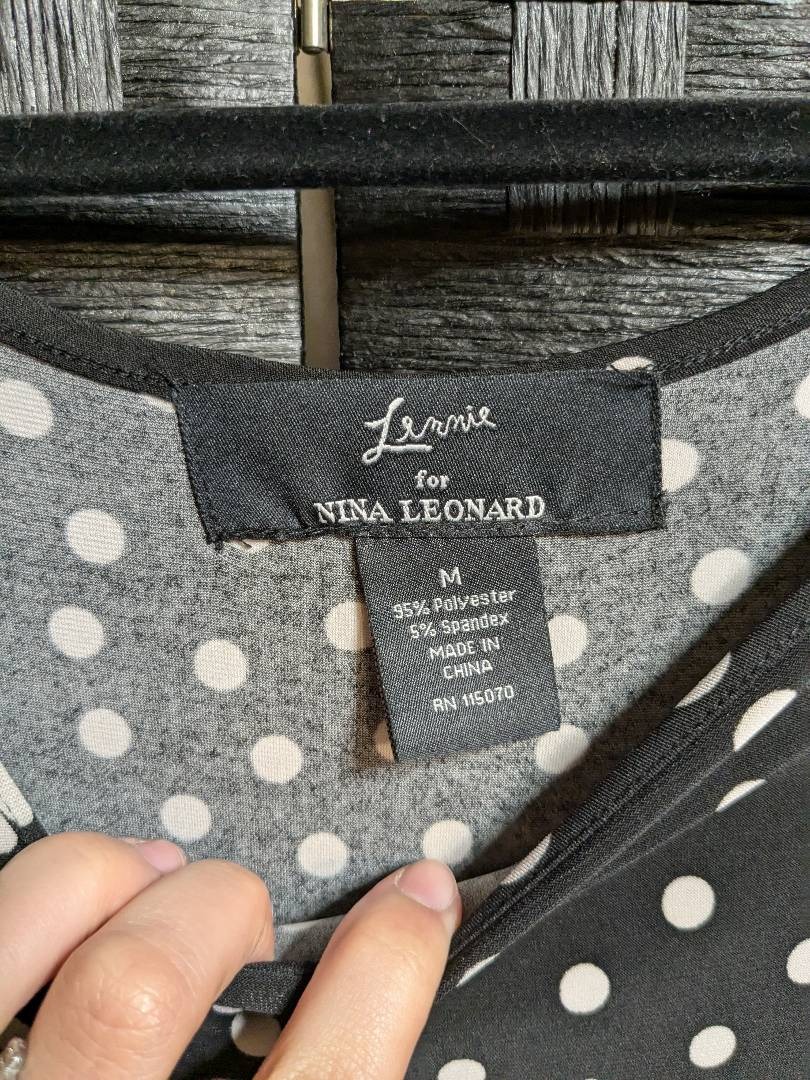 Lennie
for
NINA LEONARD
M
95% Polyester
5% Spandex
MADE IN
CHINA
RN 115070